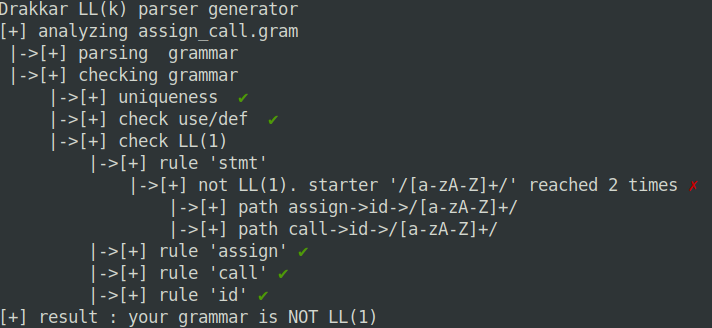 Drakkar LL(k) parser generator
[+] analyzing assign_call.gram
|->[+] parsing  grammar
|->[+] checking grammar
|->[+] uniqueness  ✔
|->[+] check use/def  ✔
|->[+] check LL(1)
|->[+] rule 'stmt'
|->[+] not LL(1). starter '/[a-zA-Z]+/' reached 2 times ✗
|->[+] path assign->id->/[a-zA-Z]+/
|->[+] path call->id->/[a-zA-Z]+/
|->[+] rule 'assign' ✔
|->[+] rule 'call' ✔
|->[+] rule 'id' ✔
[+] result : your grammar is NOT LL(1)